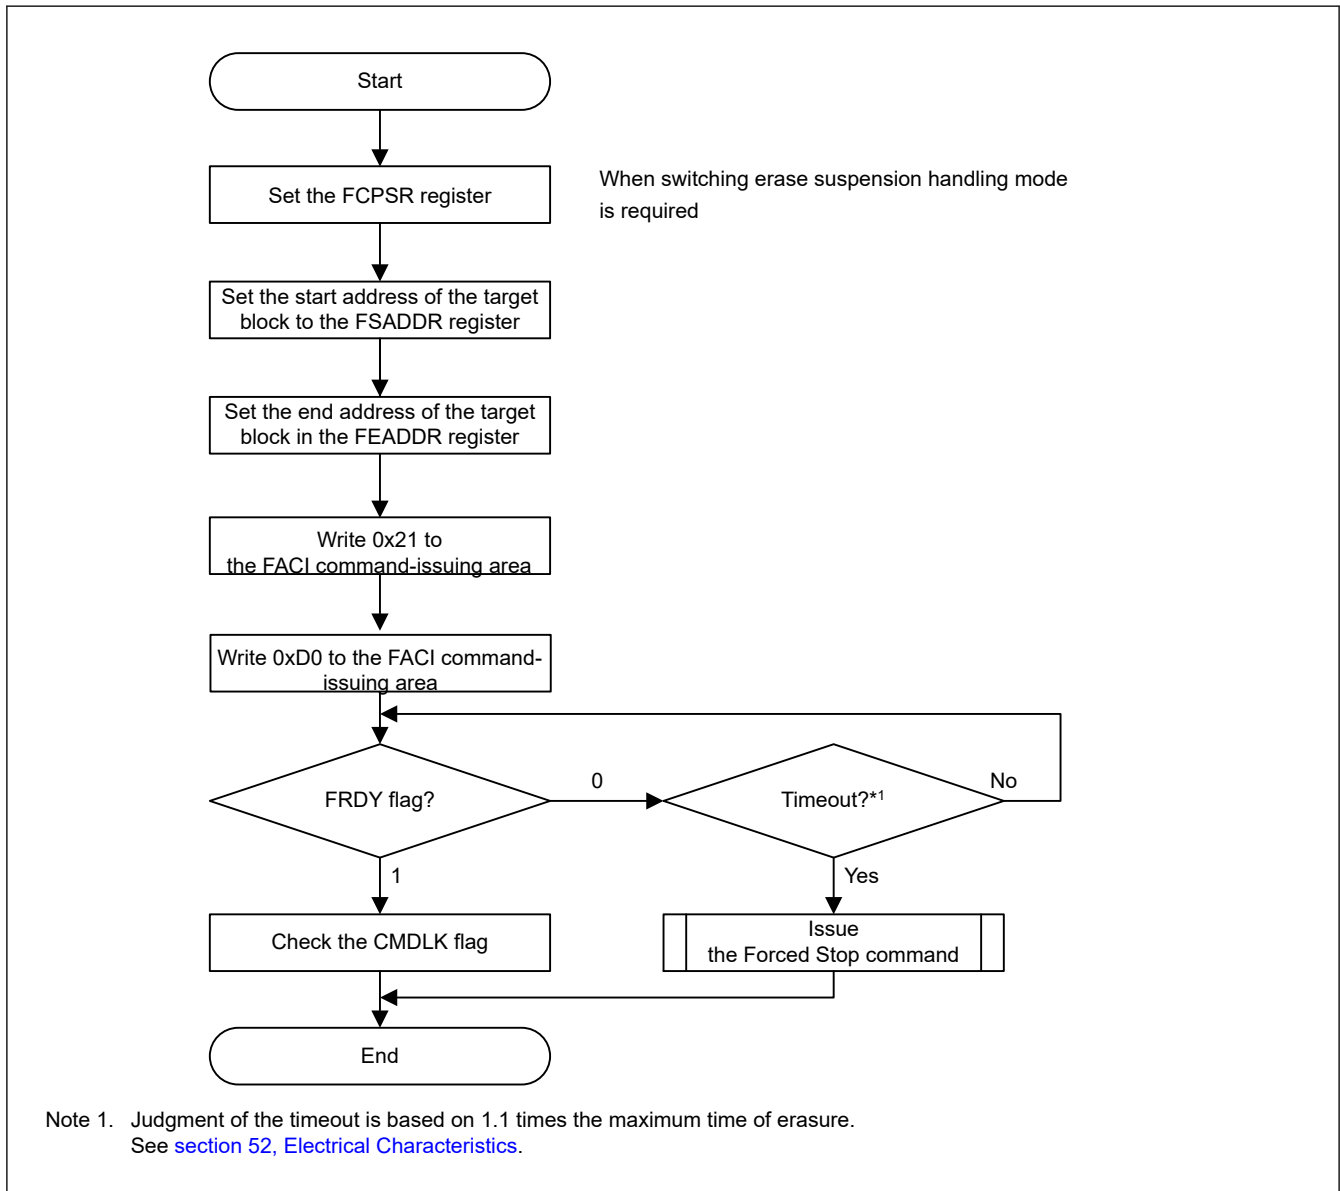 Start
Set the FCPSR register
When switching erase suspension handling mode
is required
Set the start address of the target
block to the FSADDR register
Set the end address of the target
block in the FEADDR register
Write 0x21 to
the FACI command-issuing area
Write 0xD0 to the FACI command-
issuing area
FRDY flag?
0
Timeout?*1
No
1
Yes
Check the CMDLK flag
Issue
the Forced Stop command
End
Note 1. Judgment of the timeout is based on 1.1 times the maximum time of erasure.
See section 52, Electrical Characteristics.